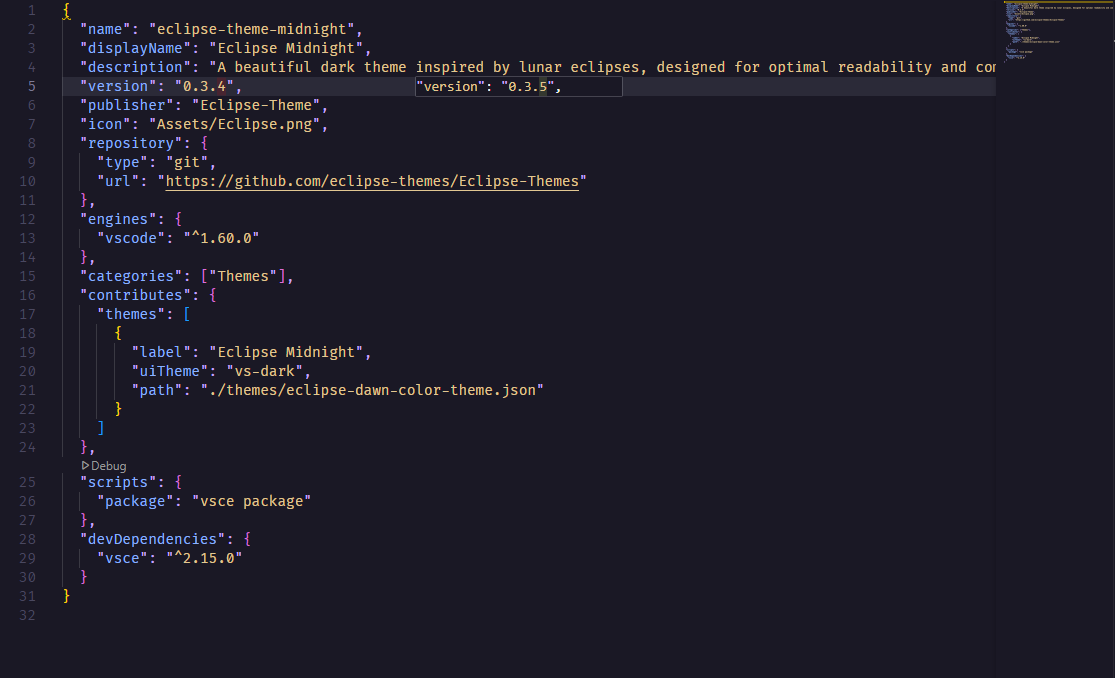 1 {
2 "name": "eclipse-theme-midnight",
3 "displayName": "Eclipse Midnight",
4 "description": "A beautiful dark theme inspired by lunar eclipses, designed for optimal readability and
5 "version": "0.3.4", "version": "0.3.5",
6 "publisher": "Eclipse-Theme",
7 "icon": "Assets/Eclipse.png",
8 "repository": {
9 "type": "git",
10 "url": "https://github.com/eclipse-themes/Eclipse-Themes"
11 },
12 "engines": {
13 "vscode": "^1.60.0"
14 },
15 "categories": ["Themes"],
16 "contributes": {
17 "themes": [
18 {
19 "label": "Eclipse Midnight",
20 "uiTheme": "vs-dark",
21 "path": "./themes/eclipse-dawn-color-theme.json"
22 }
23 ]
24 },
Debug
25 "scripts": {
26 "package": "vsce package"
27 },
28 "devDependencies": {
29 "vsce": "^2.15.0"
30 }
31 }
32